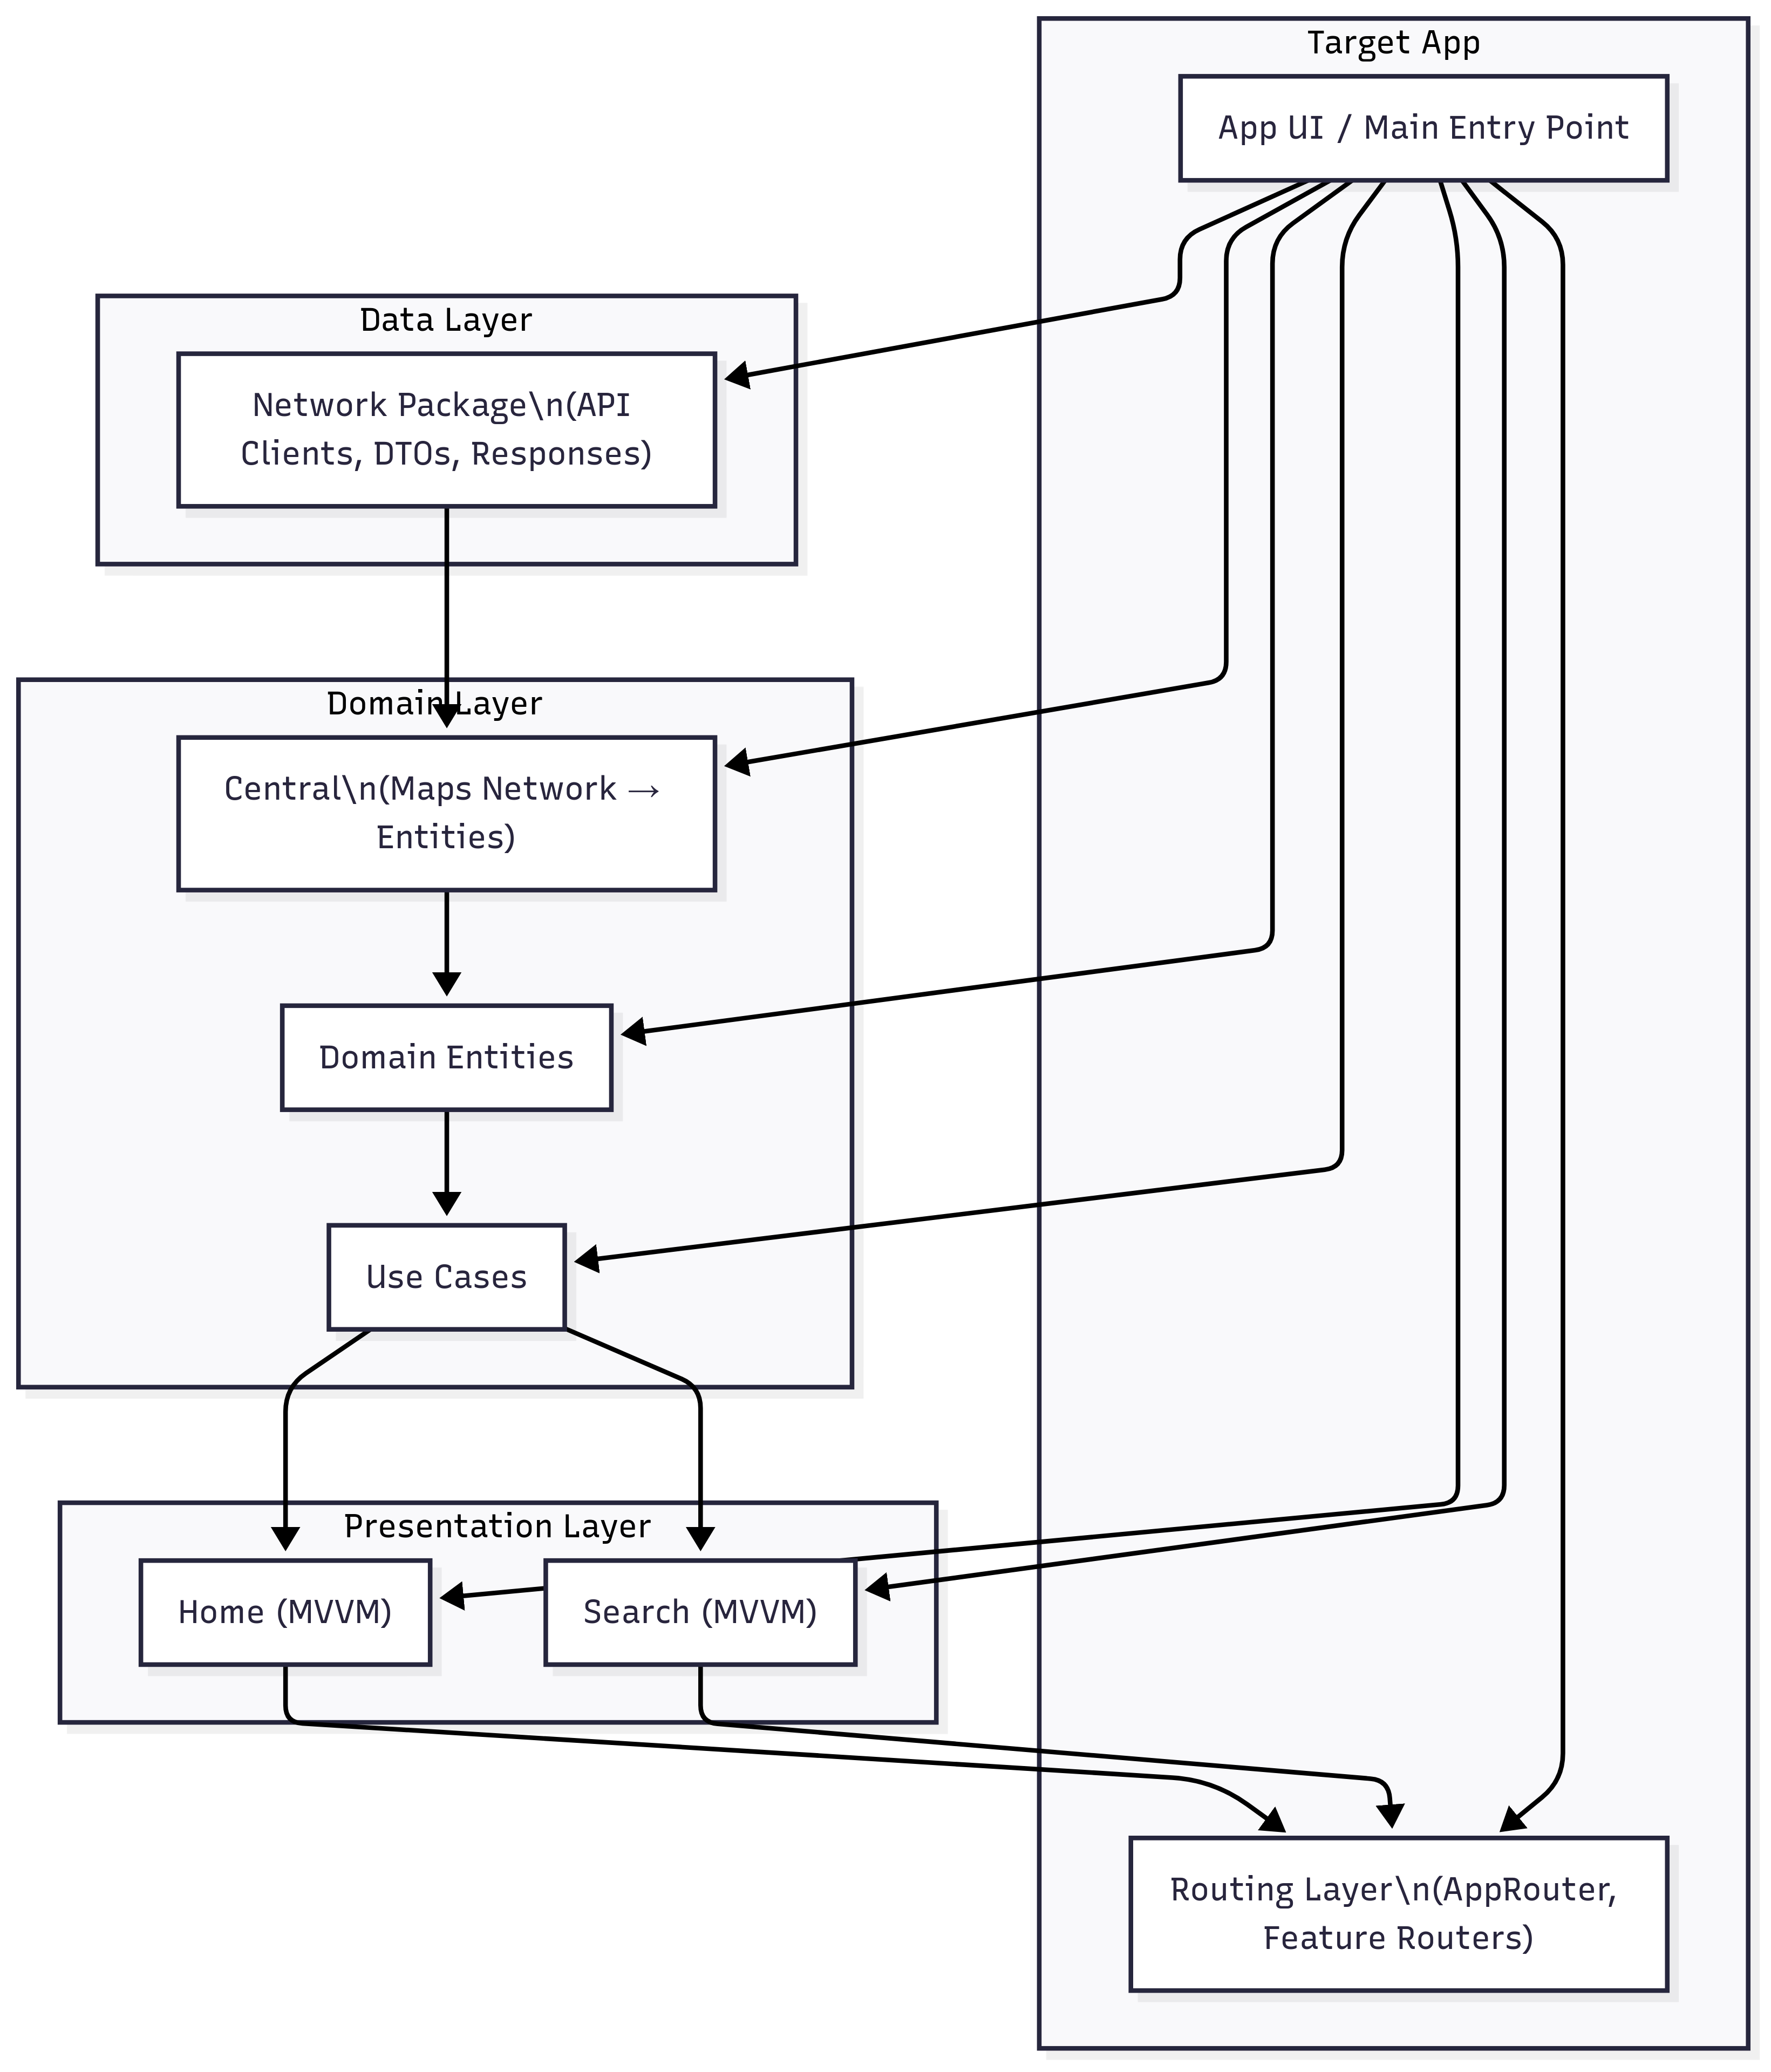 Target App
App UI / Main Entry Point
Data Layer
Network Package\n(API
Clients, DTOs, Responses)
Domain Layer
Central\n(Maps Network →
Entities)
Domain Entities
Use Cases
Presentation Layer
Home (MVVM)
Search (MVVM)
Routing Layer\n(AppRouter,
Feature Routers)